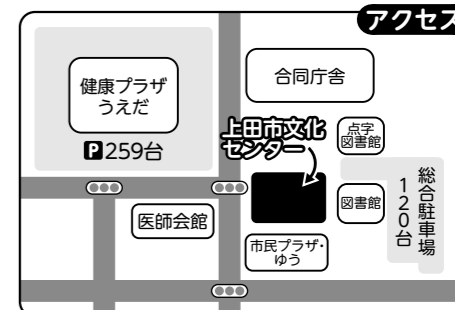 アクセス
健康プラザ
うえだ
P259台
合同庁舎
上田市文化
センター
点字
図書館
図書館
総合駐車場
120台
医師会館
市民プラザ・
ゆう